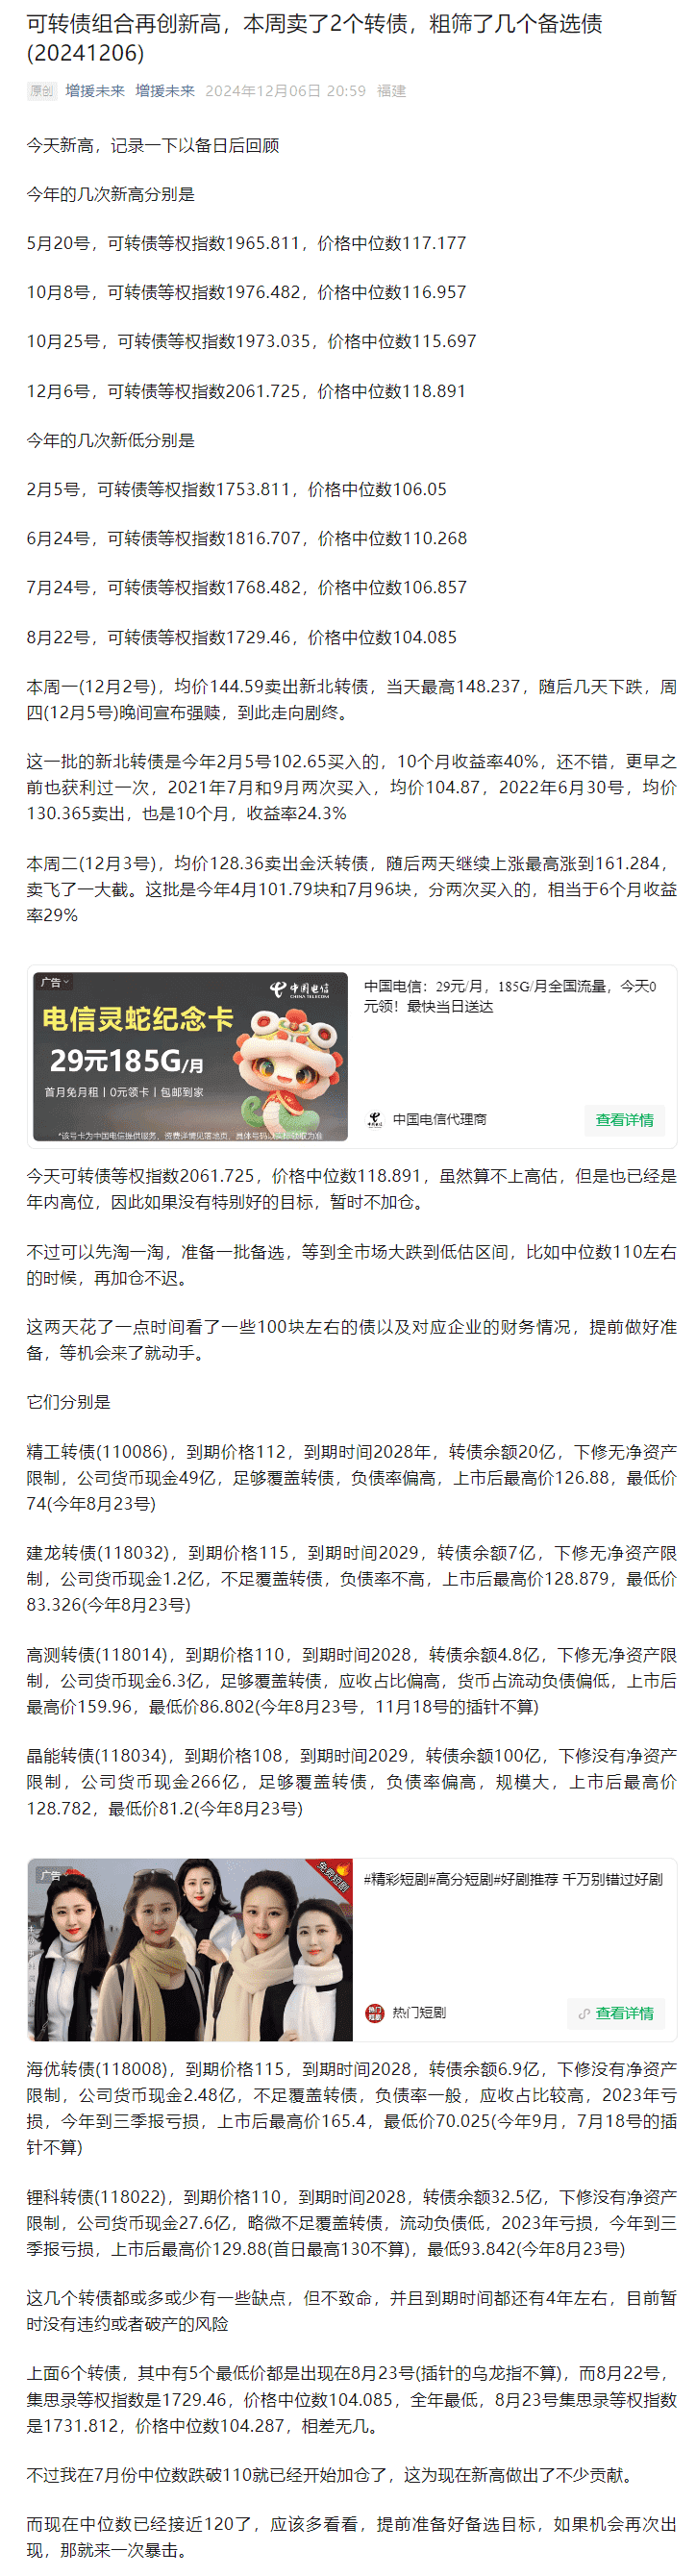 可转债组合再创新高，本周卖了2个转债，粗筛了几个备选债
(20241206)
原创 增援未来 增援未来 2024年12月06日 20:59 福建
今天新高，记录一下以备日后回顾
今年的几次新高分别是
5月20号，可转债等权指数1965.811，价格中位数117.177
10月8号，可转债等权指数1976.482，价格中位数116.957
10月25号，可转债等权指数1973.035，价格中位数115.697
12月6号，可转债等权指数2061.725，价格中位数118.891
今年的几次新低分别是
2月5号，可转债等权指数1753.811，价格中位数106.05
6月24号，可转债等权指数1816.707，价格中位数110.268
7月24号，可转债等权指数1768.482，价格中位数106.857
8月22号，可转债等权指数1729.46，价格中位数104.085
本周一(12月2号)，均价144.59卖出新北转债，当天最高148.237，随后几天下跌，周
四(12月5号)晚间宣布强赎，到此走向剧终。
这一批的新北转债是今年2月5号102.65买入的，10个月收益率40%，还不错，更早之
前也获利过一次，2021年7月和9月两次买入，均价104.87，2022年6月30号，均价
130.365卖出，也是10个月，收益率24.3%
本周二(12月3号)，均价128.36卖出金沃转债，随后两天继续上涨最高涨到161.284，
卖飞了一大截。这批是今年4月101.79块和7月96块，分两次买入的，相当于6个月收益
率29%
广告
中国电信
CHINA TELECOM
电信灵蛇纪念卡
29元185G/月
首月免月租 | 0元领卡 | 包邮到家
中国电信：29元/月，185G/月全国流量，今天0
元领！最快当日送达
中国电信代理商
查看详情
今天可转债等权指数2061.725，价格中位数118.891，虽然算不上高估，但是也已经是
年内高位，因此如果没有特别好的目标，暂时不加仓。
不过可以先淘一淘，准备一批备选，等到全市场大跌到低估区间，比如中位数110左右
的时候，再加仓不迟。
这两天花了一点时间看了一些100块左右的债以及对应企业的财务情况，提前做好准
备，等机会来了就动手。
它们分别是
精工转债(110086)，到期价格112，到期时间2028年，转债余额20亿，下修无净资产
限制，公司货币现金49亿，足够覆盖转债，负债率偏高，上市后最高价126.88，最低价
74(今年8月23号)
建龙转债(118032)，到期价格115，到期时间2029，转债余额7亿，下修无净资产限
制，公司货币现金1.2亿，不足覆盖转债，负债率不高，上市后最高价128.879，最低价
83.326(今年8月23号)
高测转债(118014)，到期价格110，到期时间2028，转债余额4.8亿，下修无净资产限
制，公司货币现金6.3亿，足够覆盖转债，应收占比偏高，货币占流动负债偏低，上市后
最高价159.96，最低价86.802(今年8月23号，11月18号的插针不算)
晶能转债(118034)，到期价格108，到期时间2029，转债余额100亿，下修没有净资产
限制，公司货币现金266亿，足够覆盖转债，负债率偏高，规模大，上市后最高价
128.782，最低价81.2(今年8月23号)
广告
免费短剧
#精彩短剧#高分短剧#好剧推荐 千万别错过好剧
热门短剧
查看详情
海优转债(118008)，到期价格115，到期时间2028，转债余额6.9亿，下修没有净资产
限制，公司货币现金2.48亿，不足覆盖转债，负债率一般，应收占比较高，2023年亏
损，今年到三季报亏损，上市后最高价165.4，最低价70.025(今年9月，7月18号的插
针不算)
锂科转债(118022)，到期价格110，到期时间2028，转债余额32.5亿，下修没有净资产
限制，公司货币现金27.6亿，略微不足覆盖转债，流动负债低，2023年亏损，今年到三
季报亏损，上市后最高价129.88(首日最高130不算)，最低93.842(今年8月23号)
这几个转债都或多或少有一些缺点，但不致命，并且到期时间都还有4年左右，目前暂
时没有违约或者破产的风险
上面6个转债，其中有5个最低价都是出现在8月23号(插针的乌龙指不算)，而8月22号，
集思录等权指数是1729.46，价格中位数104.085，全年最低，8月23号集思录等权指数
是1731.812，价格中位数104.287，相差无几。
不过我在7月份中位数跌破110就已经开始加仓了，这为现在新高做出了不少贡献。
而现在中位数已经接近120了，应该多看看，提前准备好备选目标，如果机会再次出
现，那就来一次暴击。